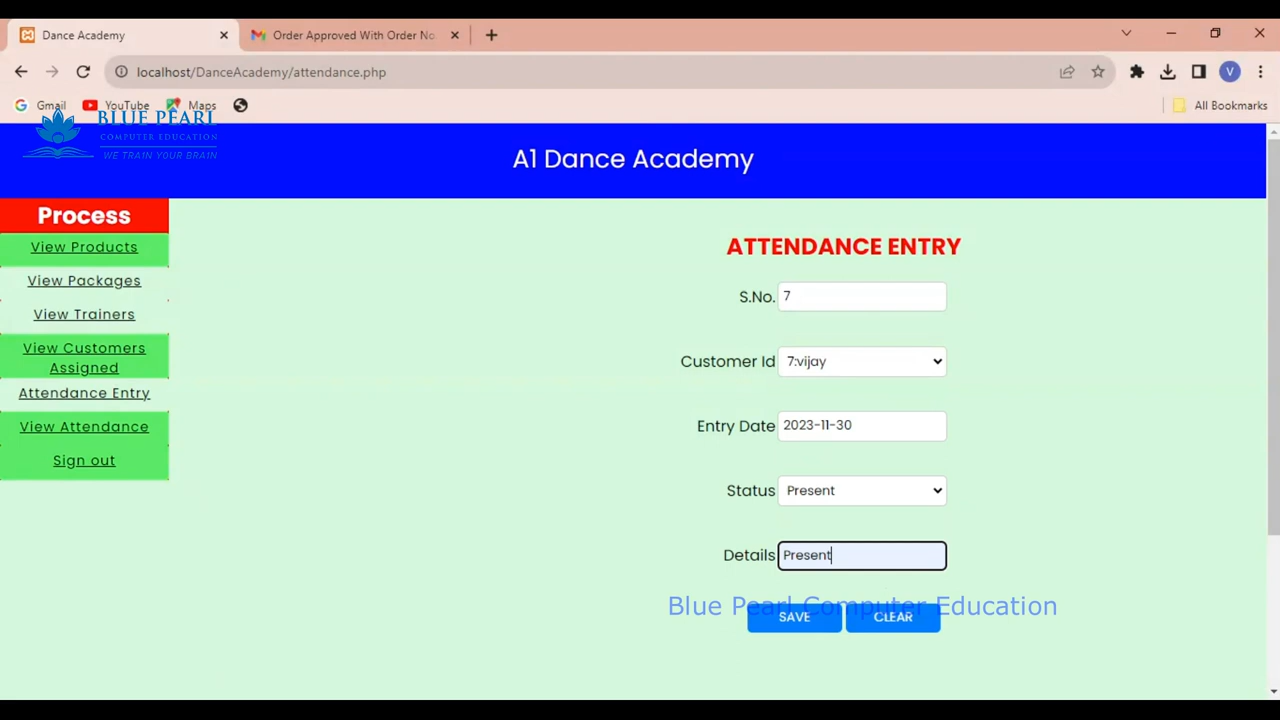 Dance Academy
Order Approved With Order No
localhost/DanceAcademy/attendance.php
V
Gmail
YouTube
Maps
All Bookmarks
BLUE PEARL
COMPUTER EDUCATION
WE TRAIN YOUR BRAIN
A1 Dance Academy
Process
View Products
View Packages
View Trainers
View Customers
Assigned
Attendance Entry
View Attendance
Sign out
ATTENDANCE ENTRY
S.No. 7
Customer Id 7:vijay
Entry Date 2023-11-30
Status Present
Details Present
Blue Pearl Computer Education
SAVE CLEAR